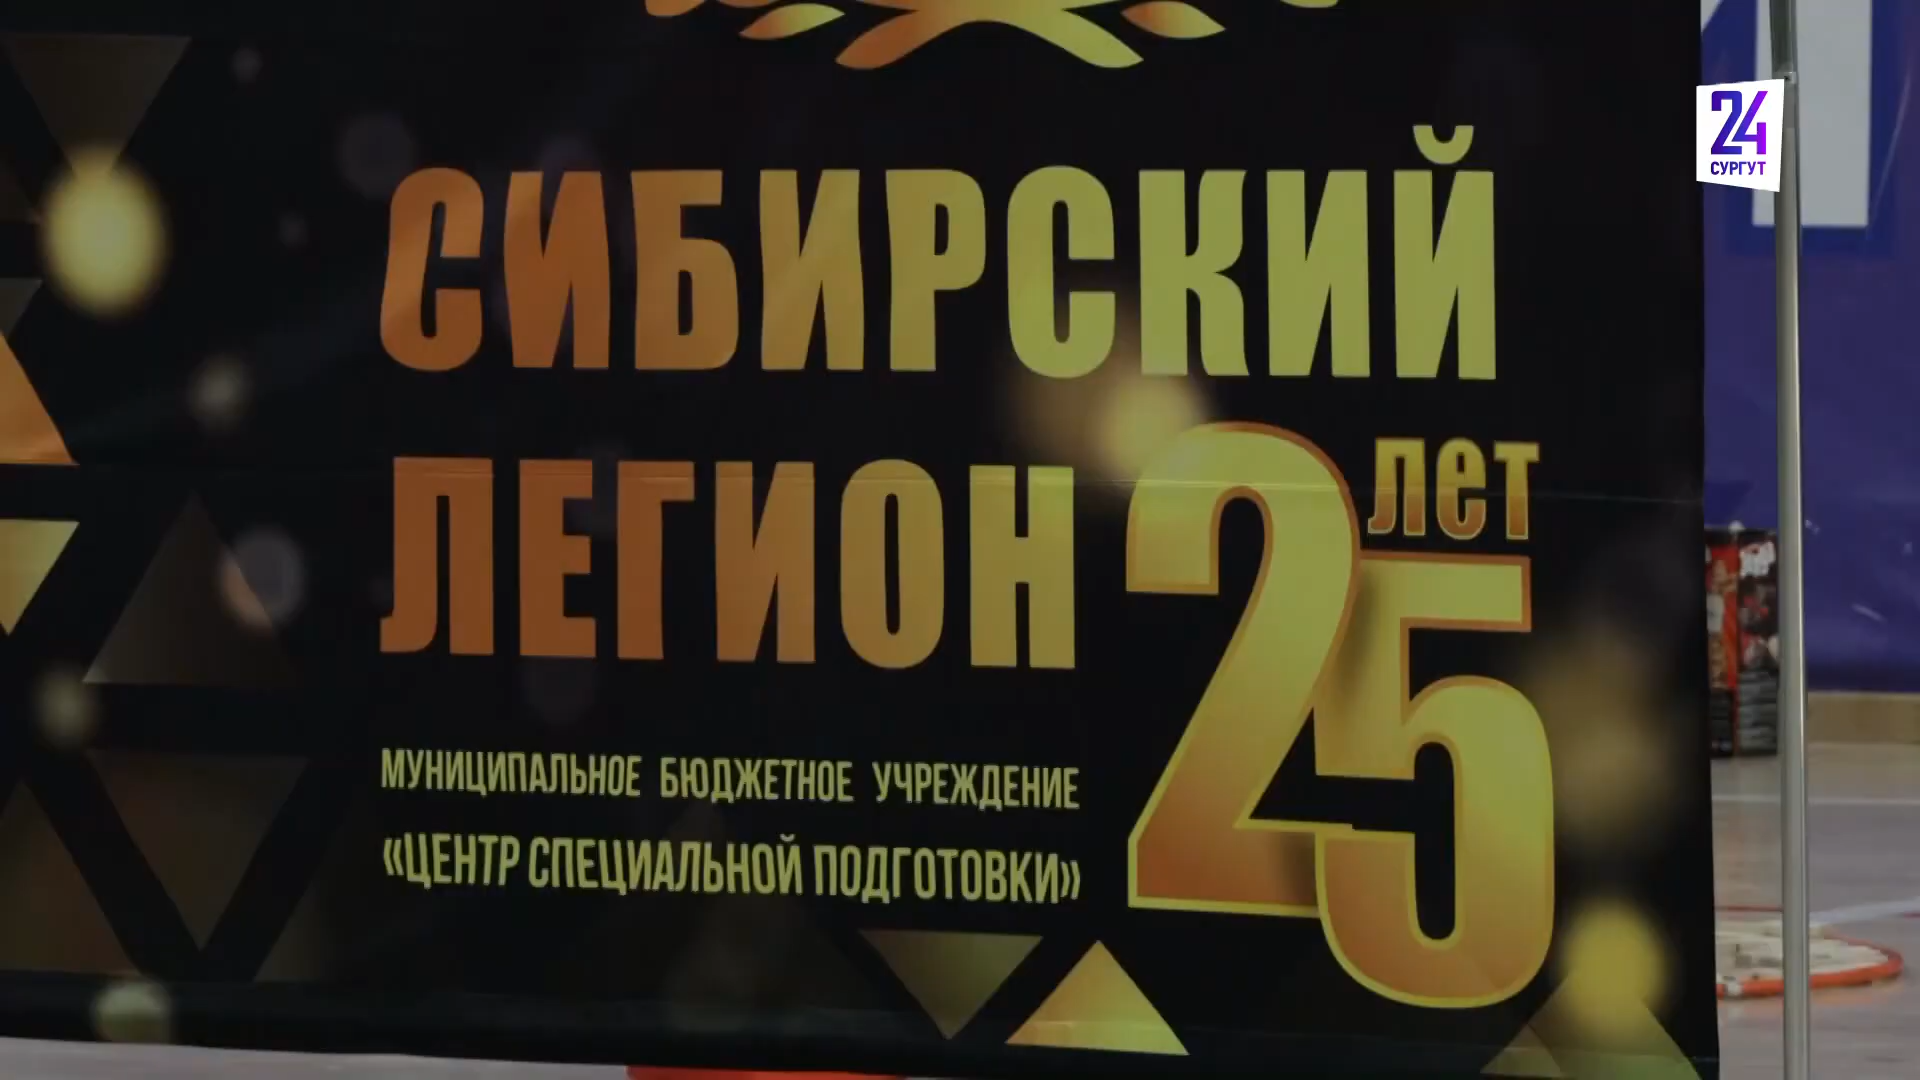 СИБИРСКИЙ
ЛЕГИОН
25 лет
МУНИЦИПАЛЬНОЕ БЮДЖЕТНОЕ УЧРЕЖДЕНИЕ
«ЦЕНТР СПЕЦИАЛЬНОЙ ПОДГОТОВКИ»
24
СУРГУТ